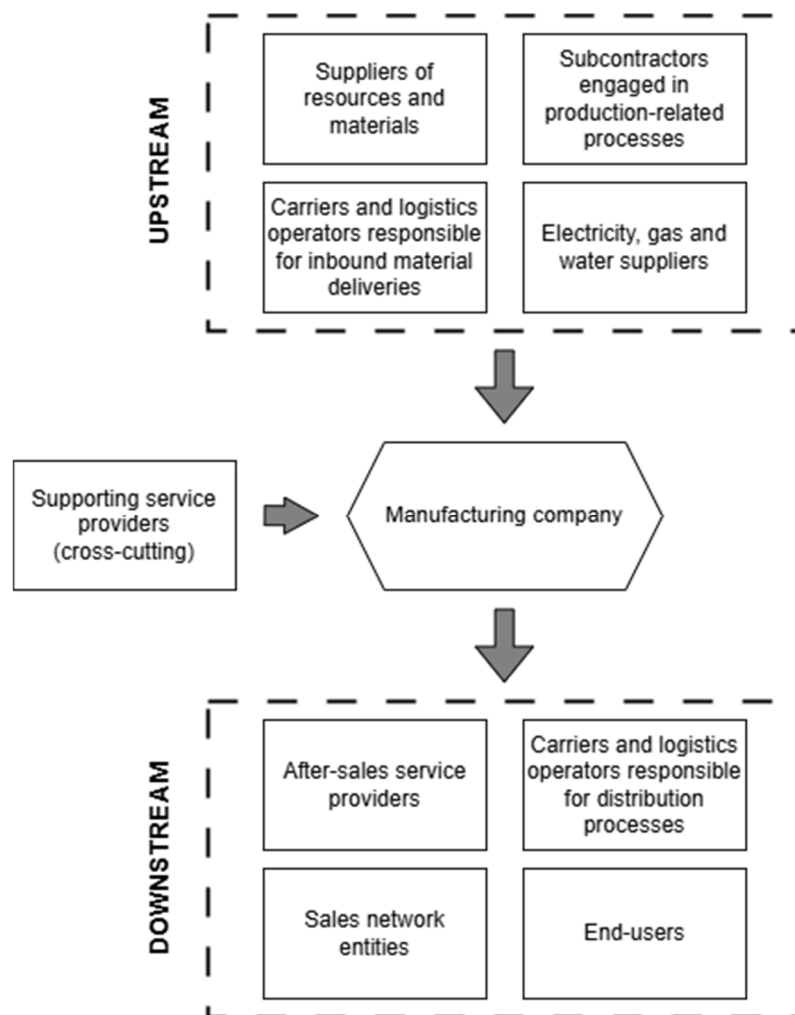 UPSTREAM
Suppliers of
resources and
materials
Subcontractors
engaged in
production-related
processes
Carriers and logistics
operators responsible
for inbound material
deliveries
Electricity, gas and
water suppliers
Supporting service
providers
(cross-cutting)
Manufacturing company
DOWNSTREAM
After-sales service
providers
Carriers and logistics
operators responsible
for distribution
processes
Sales network
entities
End-users